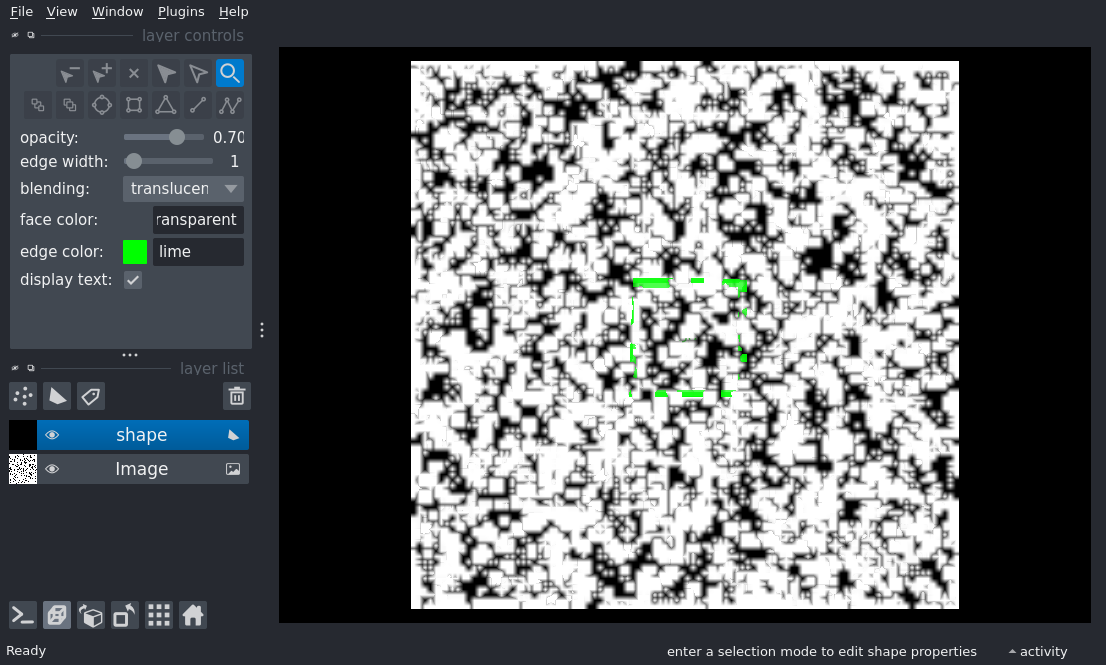 File View Window Plugins Help
layer controls
opacity: 0.70
edge width: 1
blending: translucen
face color: ransparent
edge color: lime
display text:
layer list
shape
Image
Ready
enter a selection mode to edit shape properties
activity